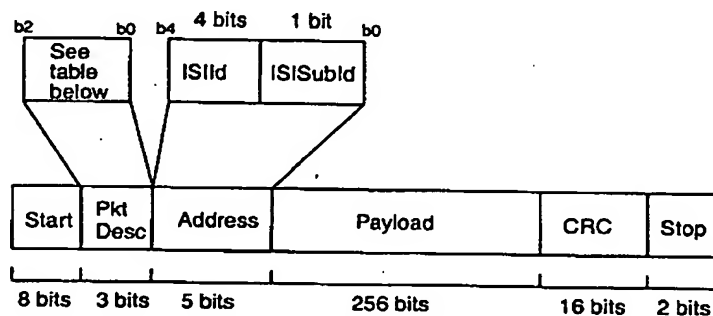 b2 b0 b4 4 bits 1 bit b0
See
table
below
ISIId ISISubId
Start Pkt
Desc Address Payload CRC Stop
8 bits 3 bits 5 bits 256 bits 16 bits 2 bits